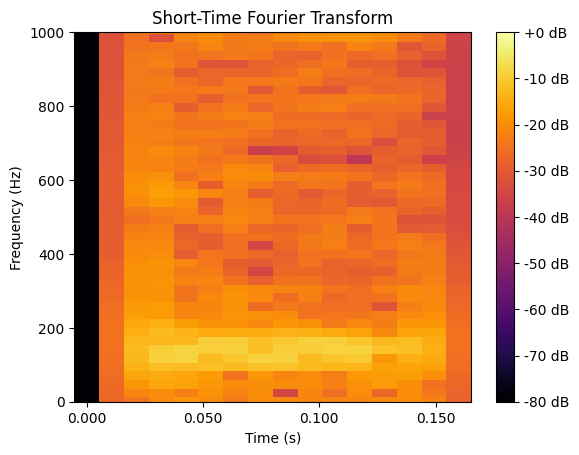 Short-Time Fourier Transform
1000
800
600
400
200
0
Frequency (Hz)
0.000
0.050
0.100
0.150
Time (s)
+0 dB
-10 dB
-20 dB
-30 dB
-40 dB
-50 dB
-60 dB
-70 dB
-80 dB